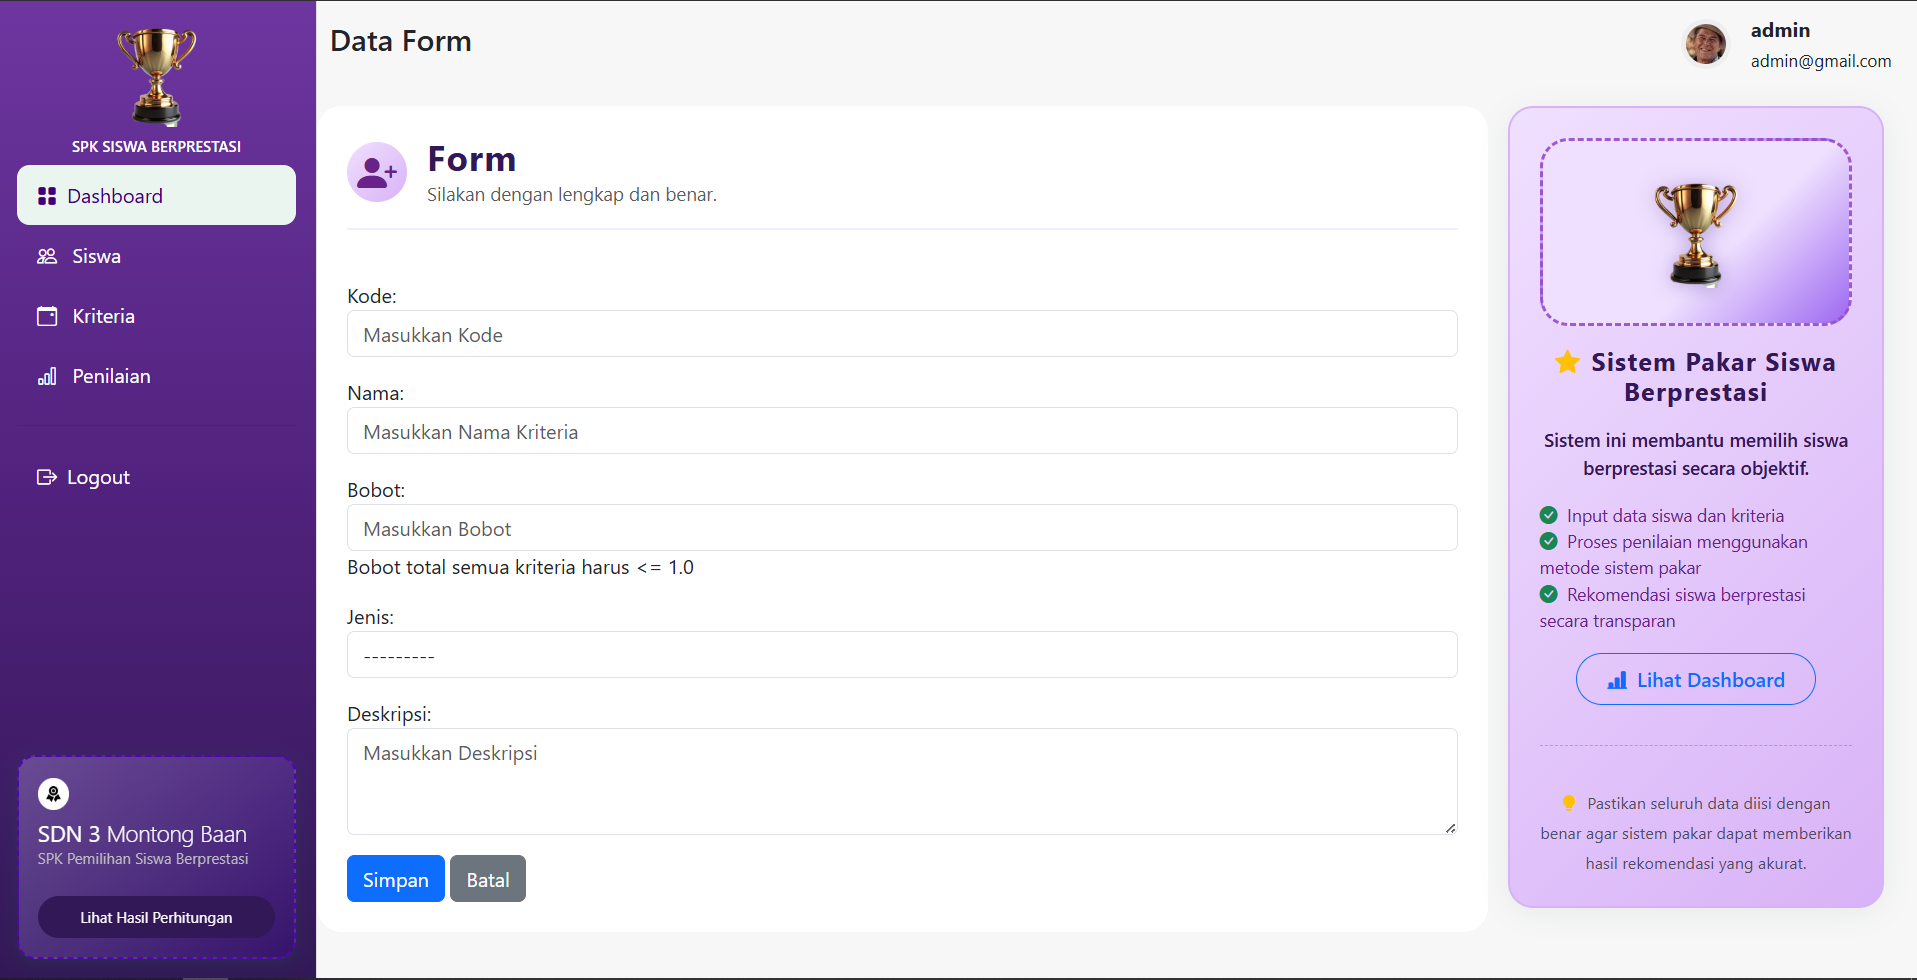 SPK SISWA BERPRESTASI
Dashboard
Siswa
Kriteria
Penilaian
Logout
SDN 3 Montong Baan
SPK Pemilihan Siswa Berprestasi
Lihat Hasil Perhitungan
Data Form
admin
admin@gmail.com
Form
Silakan dengan lengkap dan benar.
Kode:
Masukkan Kode
Nama:
Masukkan Nama Kriteria
Bobot:
Masukkan Bobot
Bobot total semua kriteria harus <= 1.0
Jenis:
---------
Deskripsi:
Masukkan Deskripsi
Simpan Batal
Sistem Pakar Siswa
Berprestasi
Sistem ini membantu memilih siswa
berprestasi secara objektif.
Input data siswa dan kriteria
Proses penilaian menggunakan
metode sistem pakar
Rekomendasi siswa berprestasi
secara transparan
Lihat Dashboard
Pastikan seluruh data diisi dengan
benar agar sistem pakar dapat memberikan
hasil rekomendasi yang akurat.